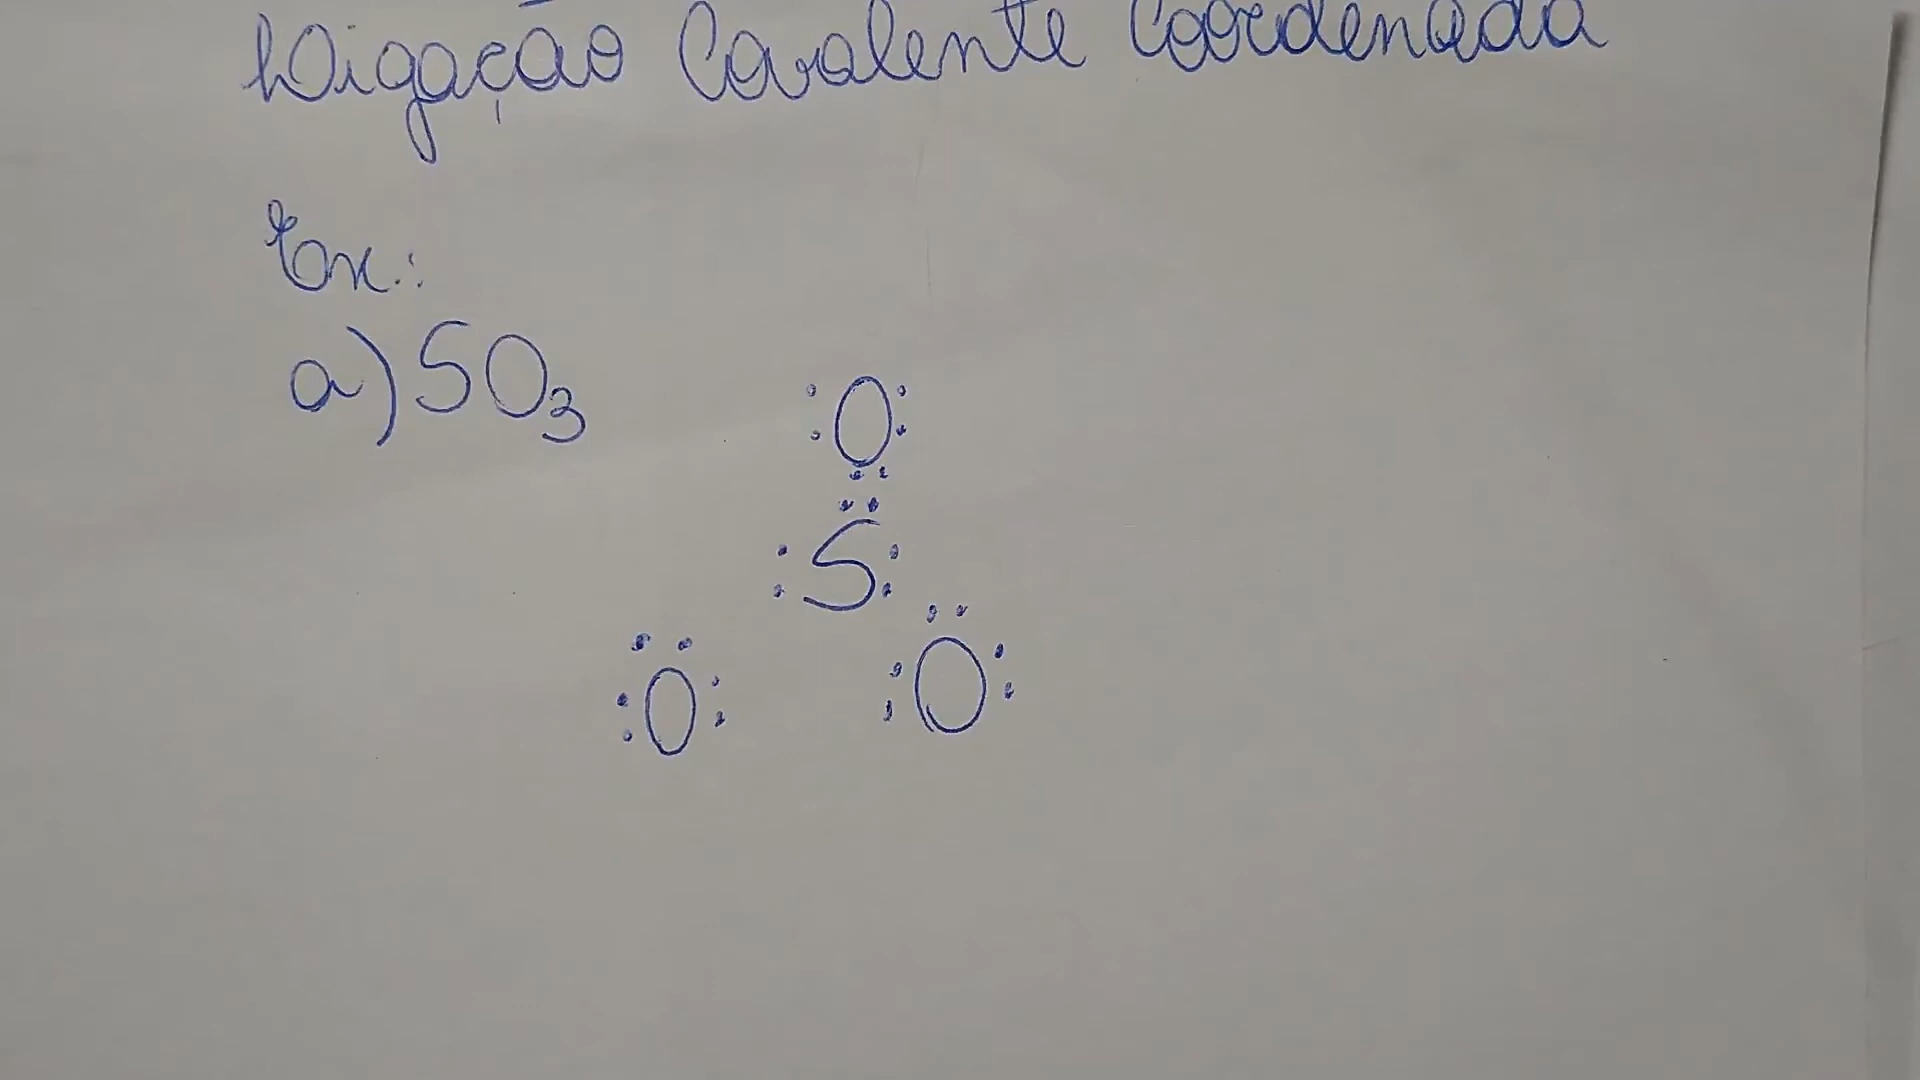 Ligação Covalente Coordenada
Ex.:
a) SO₃
O
S
O O